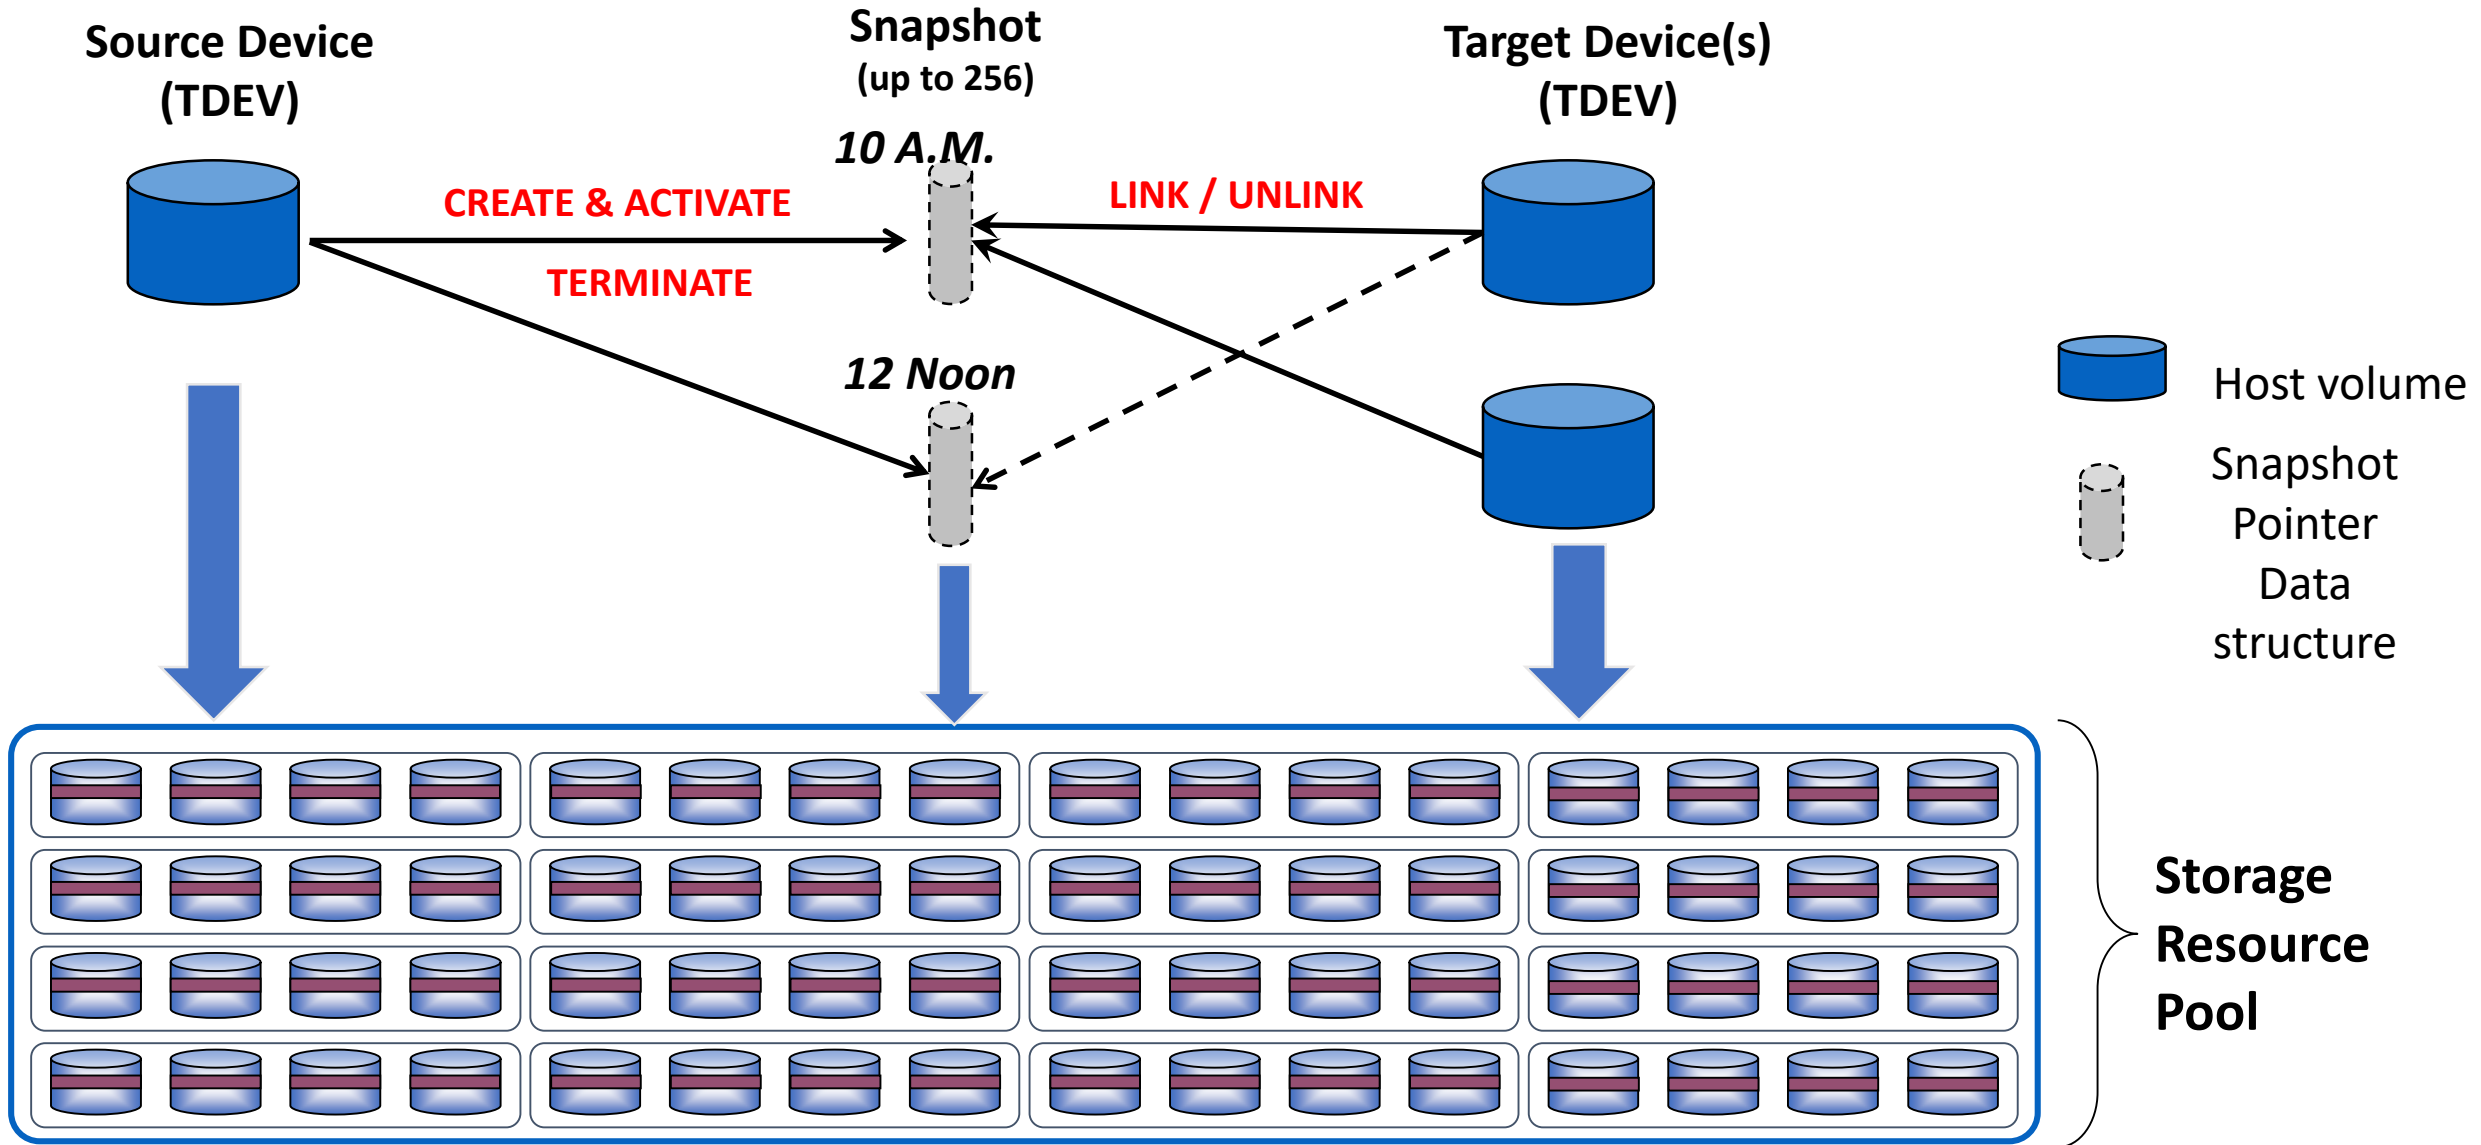 Source Device
(TDEV)
Snapshot
(up to 256)
Target Device(s)
(TDEV)
10 A.M.
CREATE & ACTIVATE
TERMINATE
LINK / UNLINK
12 Noon
Host volume
Snapshot
Pointer
Data
structure
Storage
Resource
Pool